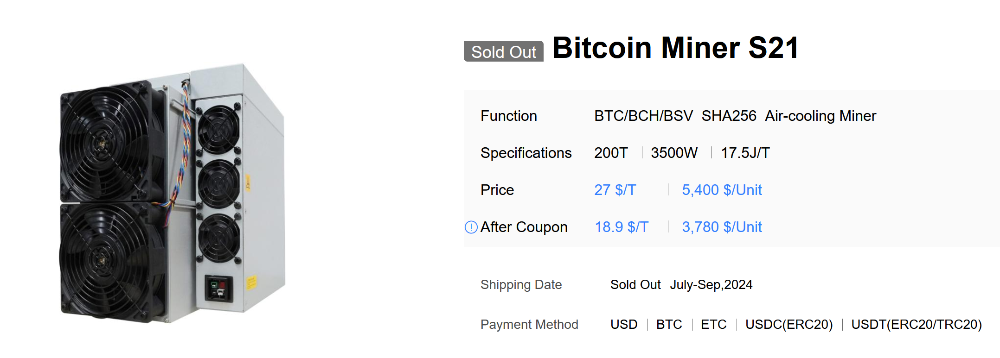 Sold Out Bitcoin Miner S21
Function BTC/BCH/BSV SHA256 Air-cooling Miner
Specifications 200T | 3500W | 17.5J/T
Price 27 $/T | 5,400 $/Unit
After Coupon 18.9 $/T | 3,780 $/Unit
Shipping Date Sold Out July-Sep,2024
Payment Method USD | BTC | ETC | USDC(ERC20) | USDT(ERC20/TRC20)